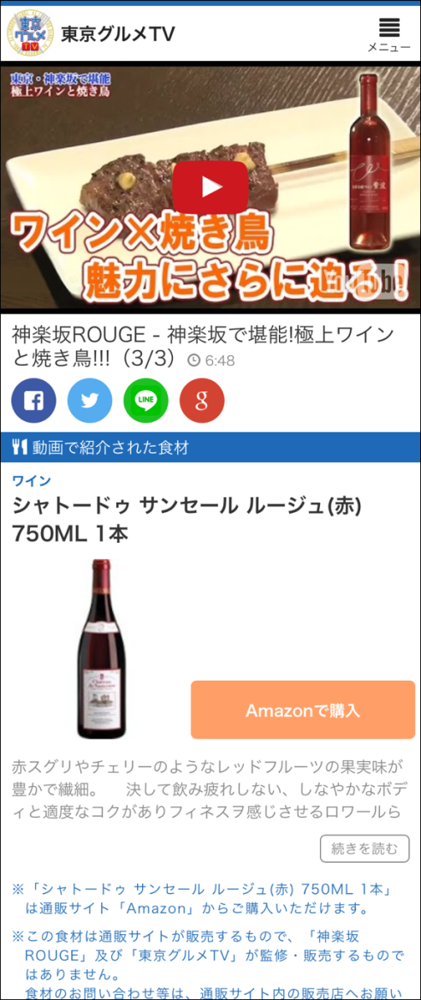 東京
グルメ
TV
東京グルメTV
メニュー
東京・神楽坂で堪能
極上ワインと焼き鳥
紫波
ワイン×焼き鳥
魅力にさらに迫る!
YouTube
神楽坂ROUGE - 神楽坂で堪能!極上ワイン
と焼き鳥!!!（3/3） 6:48
LINE
動画で紹介された食材
ワイン
シャトードゥ サンセール ルージュ(赤)
750ML 1本
Amazonで購入
赤スグリやチェリーのようなレッドフルーツの果実味が
豊かで繊細。　決して飲み疲れしない、しなやかなボデ
ィと適度なコクがありフィネスヲ感じさせるロワールら
続きを読む
※「シャトードゥ サンセール ルージュ(赤) 750ML 1本」
は通販サイト「Amazon」からご購入いただけます。
※この食材は通販サイトが販売するもので、「神楽坂
ROUGE」及び「東京グルメTV」が監修・販売するもので
はありません。
食材のお問い合わせ等は、通販サイト内の販売店へお願い